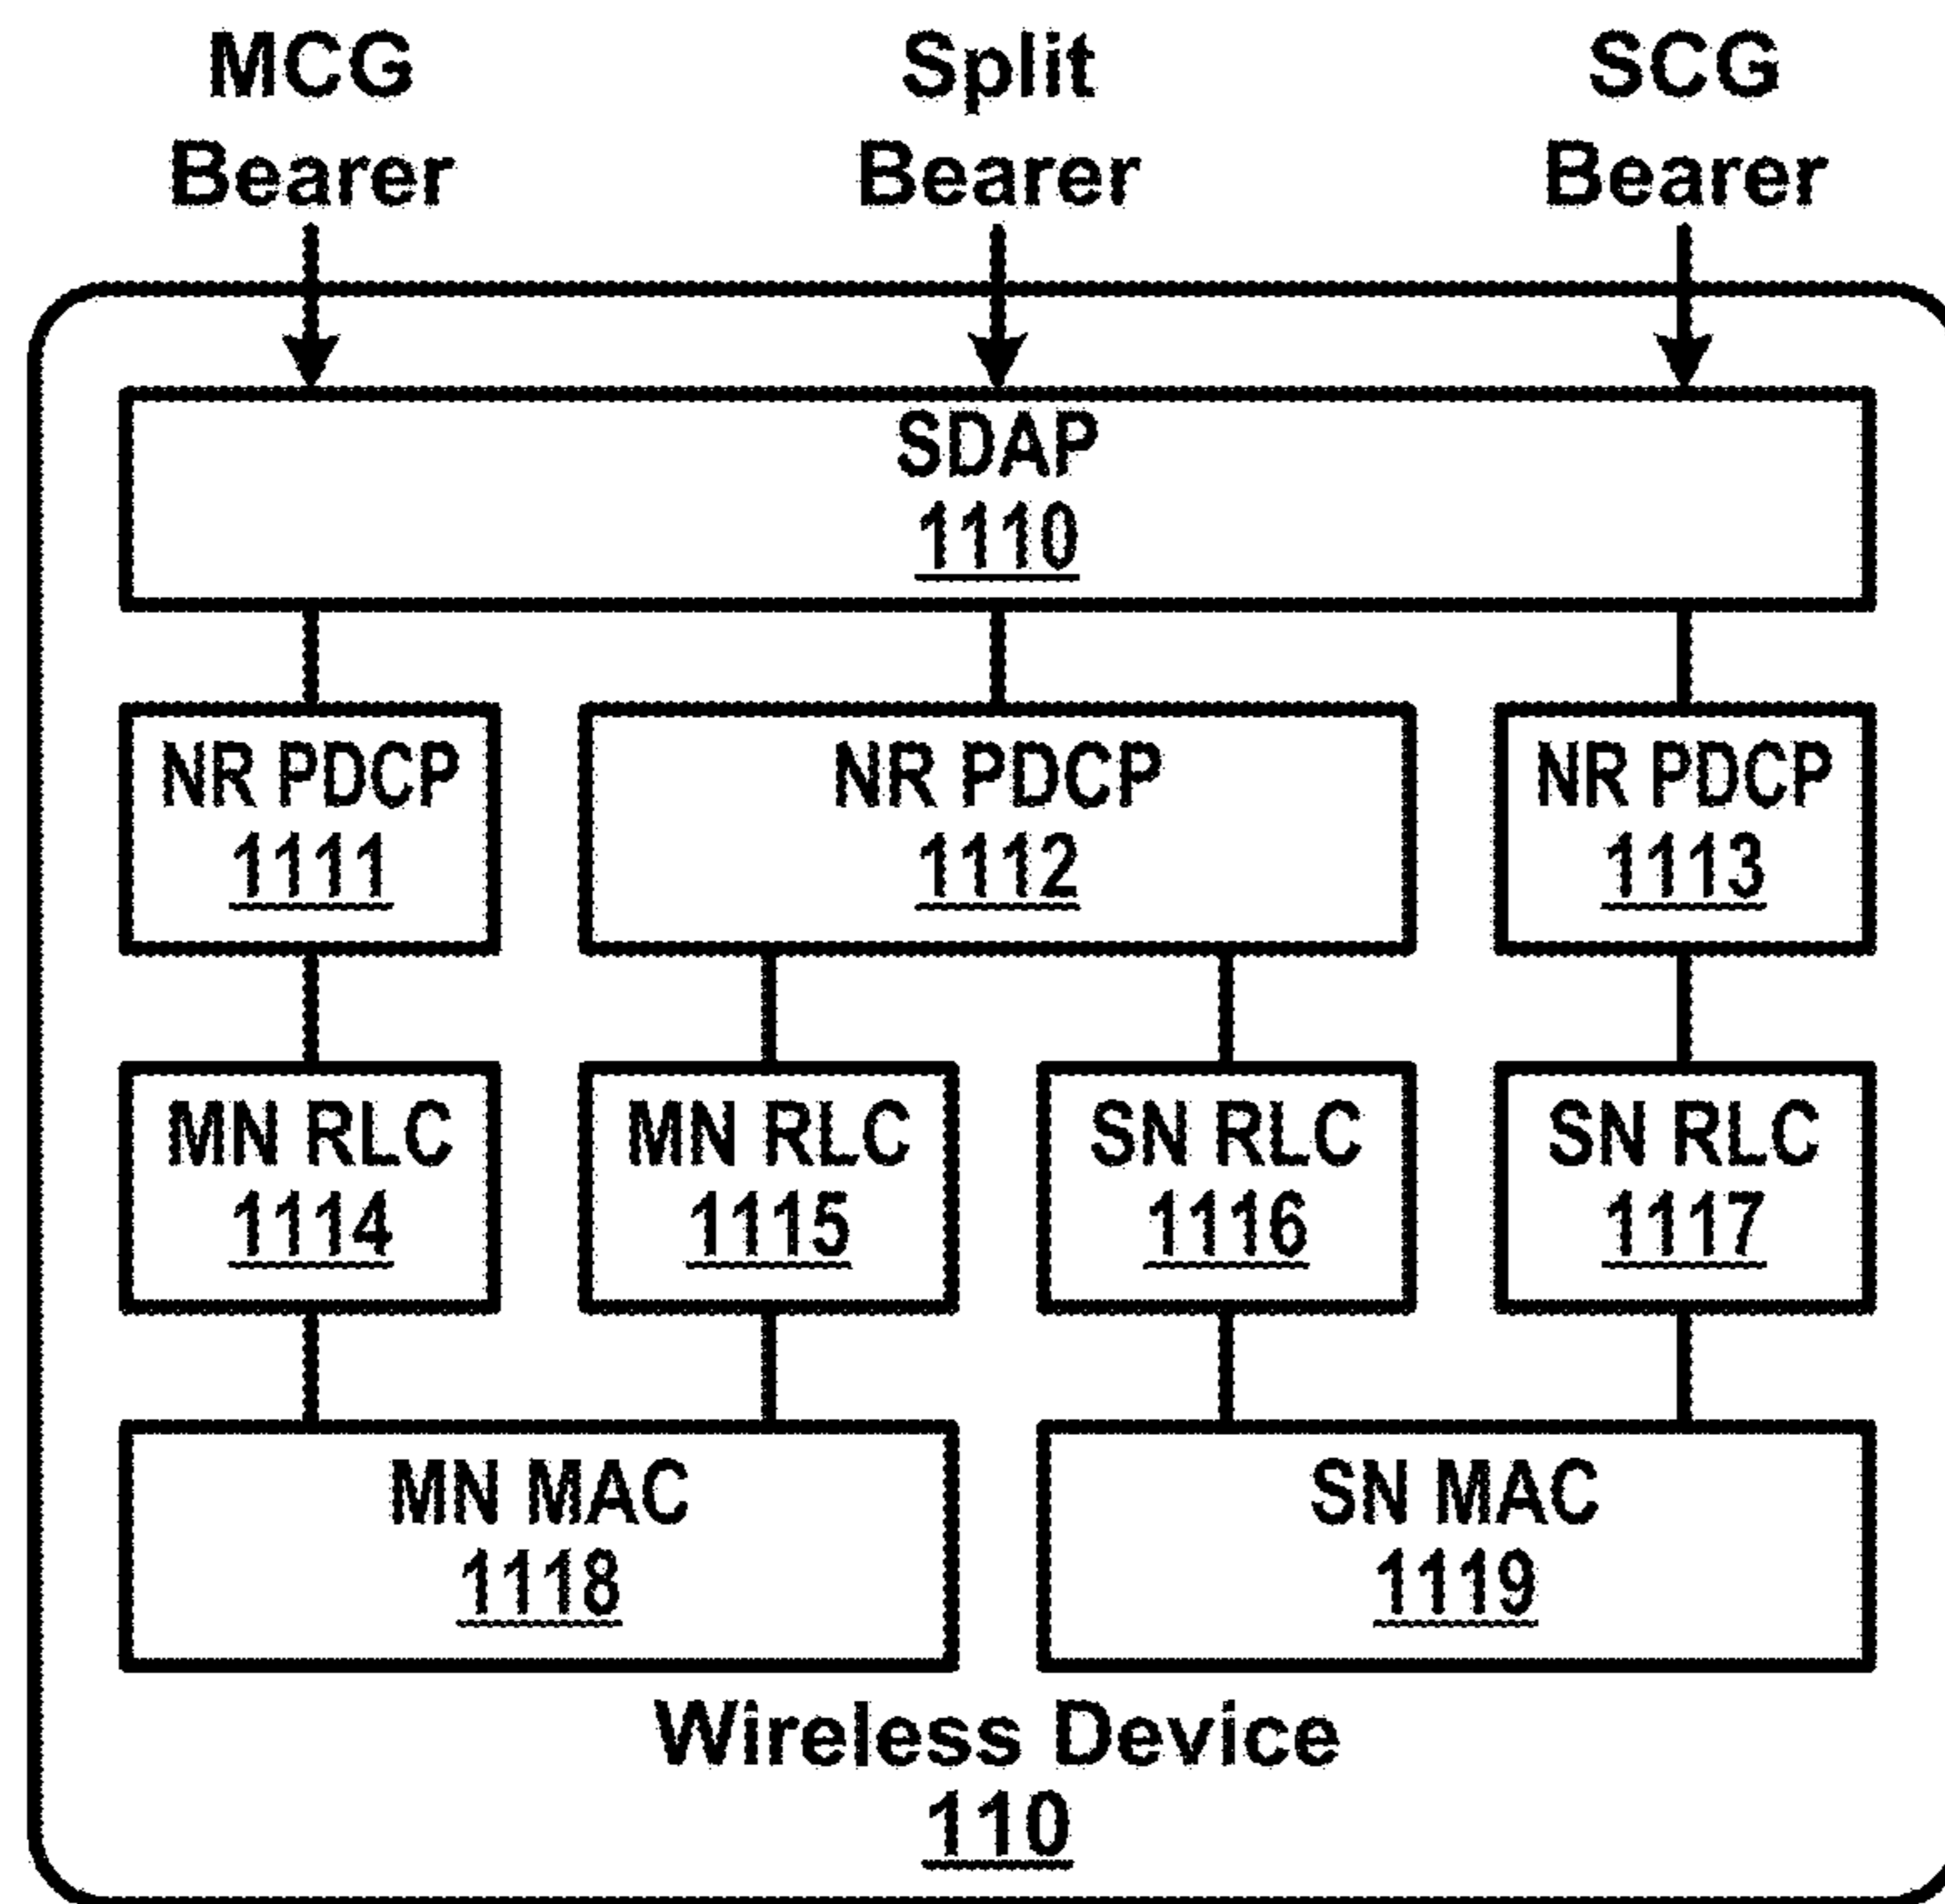 MCG
Bearer
Split
Bearer
SCG
Bearer
SDAP
1110
NR PDCP
1111
NR PDCP
1112
NR PDCP
1113
MN RLC
1114
MN RLC
1115
SN RLC
1116
SN RLC
1117
MN MAC
1118
SN MAC
1119
Wireless Device
110